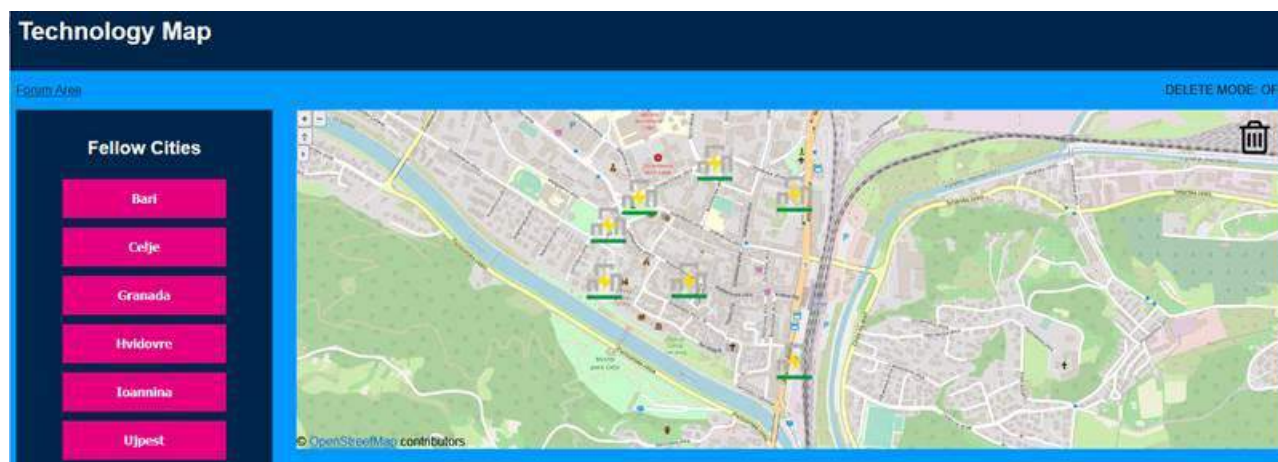 Technology Map
Forum Area
DELETE MODE: OF
Fellow Cities
Bari
Celje
Granada
Hvidovre
Ioannina
Ujpest
© OpenStreetMap contributors